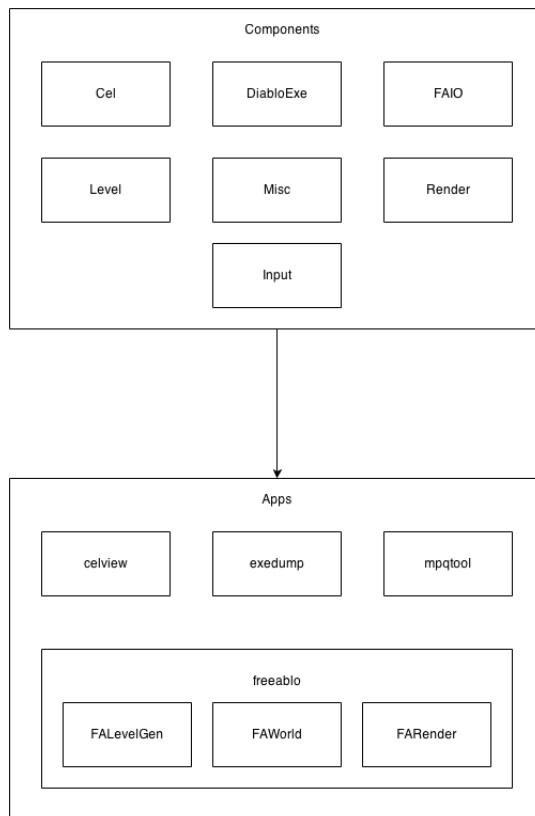 Components
Cel
DiabloExe
FAIO
Level
Misc
Render
Input
Apps
celview
exedump
mpqtool
freeablo
FALevelGen
FAWorld
FARender